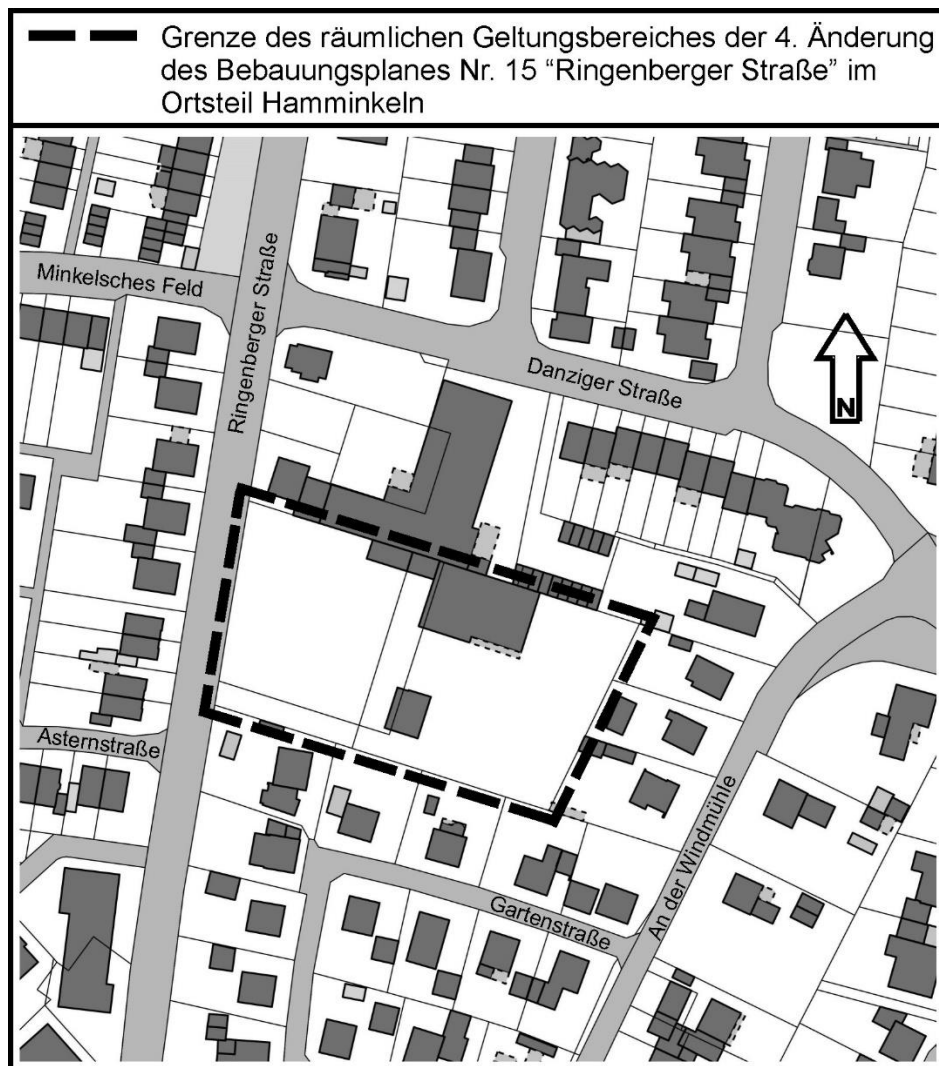 Grenze des räumlichen Geltungsbereiches der 4. Änderung
des Bebauungsplanes Nr. 15 “Ringenberger Straße” im
Ortsteil Hamminkeln
Minkelsches Feld
Ringenberger Straße
Danziger Straße
N
Asternstraße
An der Windmühle
Gartenstraße